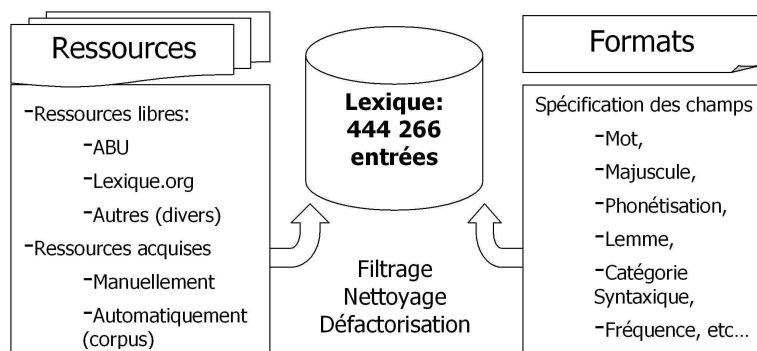 Ressources
-Ressources libres:
-ABU
-Lexique.org
-Autres (divers)
-Ressources acquises
-Manuellement
-Automatiquement
(corpus)
Lexique:
444 266
entrées
Filtrage
Nettoyage
Défactorisation
Formats
Spécification des champs
-Mot,
-Majuscule,
-Phonétisation,
-Lemme,
-Catégorie
Syntaxique,
-Fréquence, etc…